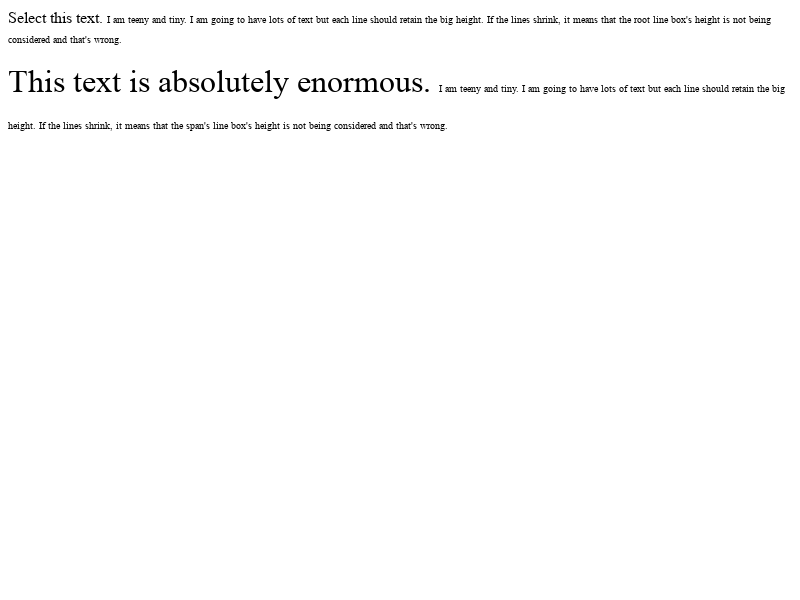 Select this text. I am teeny and tiny. I am going to have lots of text but each line should retain the big height. If the lines shrink, it means that the root line box's height is not being
considered and that's wrong.
This text is absolutely enormous. I am teeny and tiny. I am going to have lots of text but each line should retain the big
height. If the lines shrink, it means that the span's line box's height is not being considered and that's wrong.